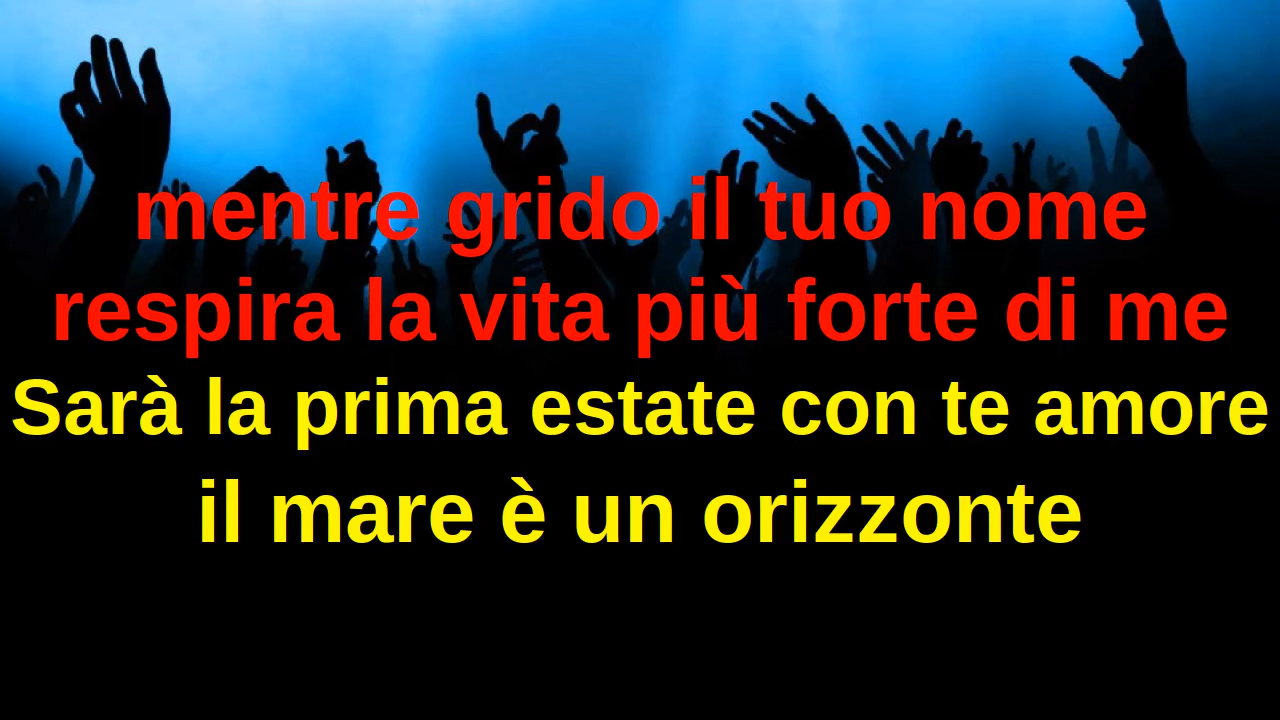 mentre grido il tuo nome
respira la vita più forte di me
Sarà la prima estate con te amore
il mare è un orizzonte